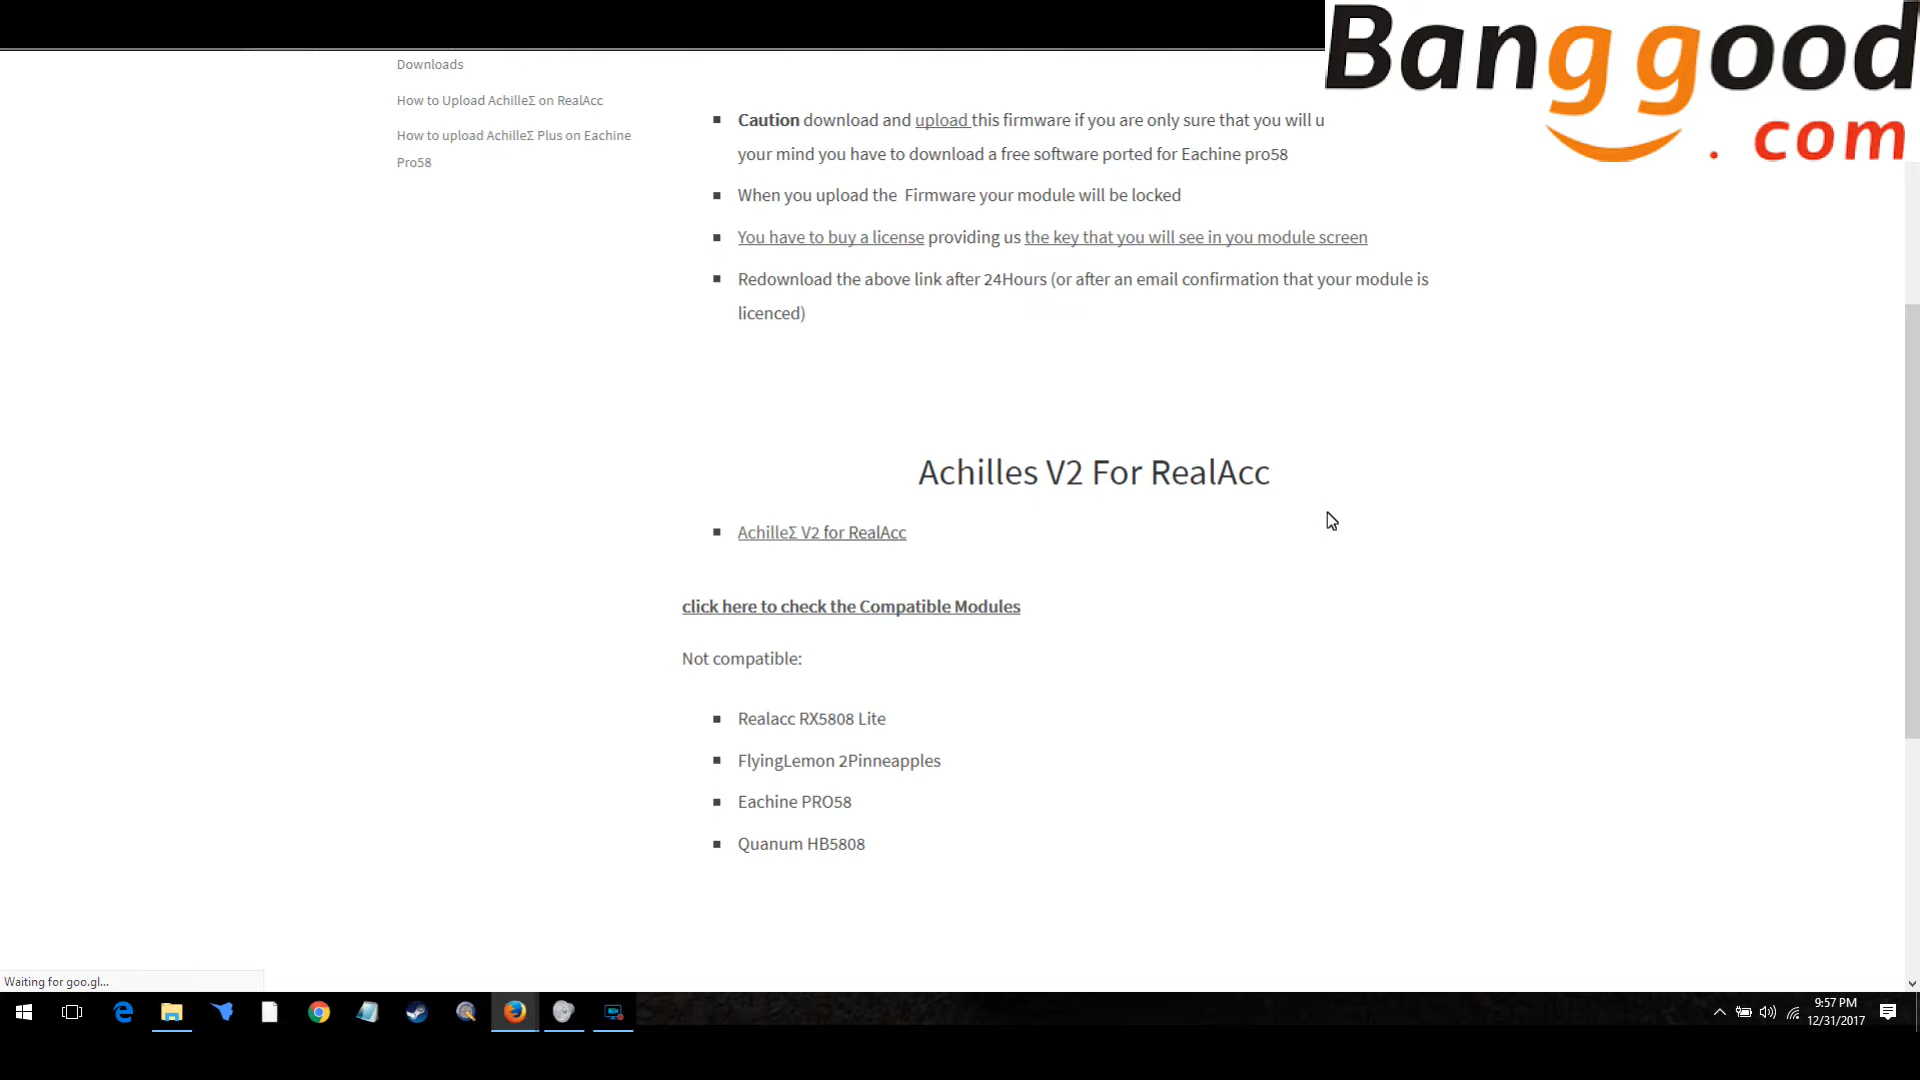 Banggood
.com
Downloads
How to Upload AchilleΣ on RealAcc
How to upload AchilleΣ Plus on Eachine
Pro58
Caution download and upload this firmware if you are only sure that you will u
your mind you have to download a free software ported for Eachine pro58
When you upload the Firmware your module will be locked
You have to buy a license providing us the key that you will see in you module screen
Redownload the above link after 24Hours (or after an email confirmation that your module is
licenced)
Achilles V2 For RealAcc
AchilleΣ V2 for RealAcc
click here to check the Compatible Modules
Not compatible:
Realacc RX5808 Lite
FlyingLemon 2Pinneapples
Eachine PRO58
Quanum HB5808
Waiting for goo.gl...
9:57 PM
12/31/2017